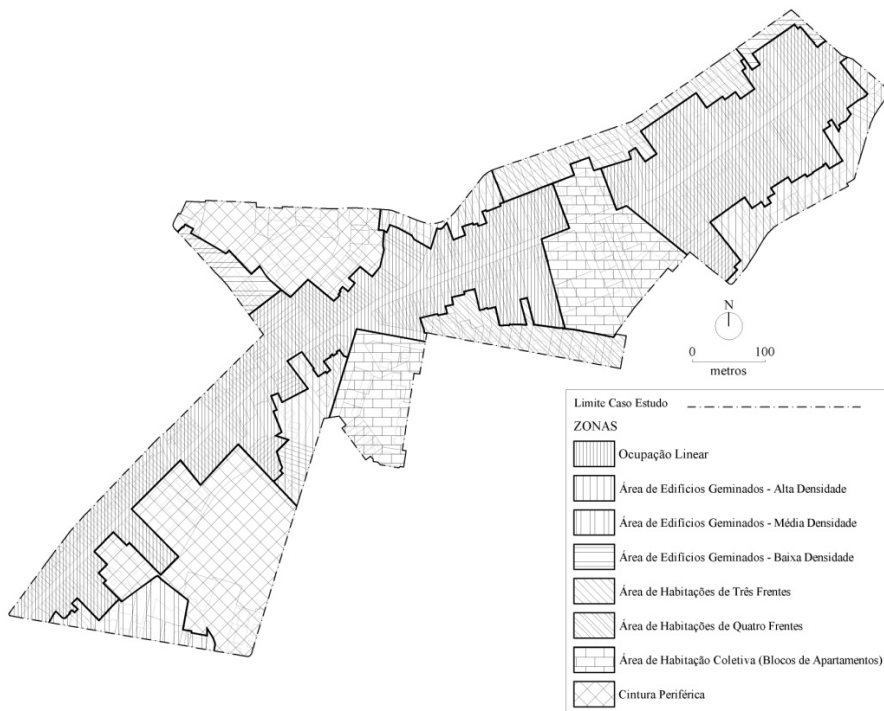 N
0 100
metros
Limite Caso Estudo
ZONAS
Ocupação Linear
Área de Edifícios Geminados - Alta Densidade
Área de Edifícios Geminados - Média Densidade
Área de Edifícios Geminados - Baixa Densidade
Área de Habitações de Três Frentes
Área de Habitações de Quatro Frentes
Área de Habitação Coletiva (Blocos de Apartamentos)
Cintura Periférica